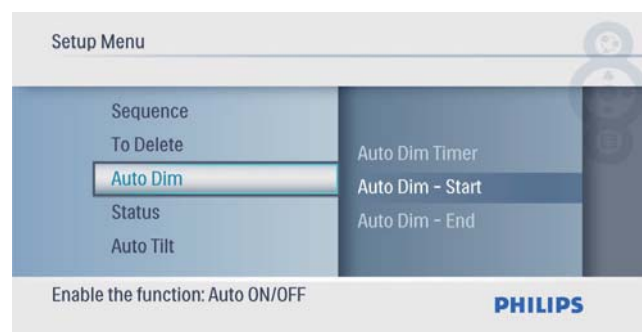 Setup Menu
Sequence
To Delete
Auto Dim
Status
Auto Tilt
Auto Dim Timer
Auto Dim - Start
Auto Dim - End
Enable the function: Auto ON/OFF
PHILIPS